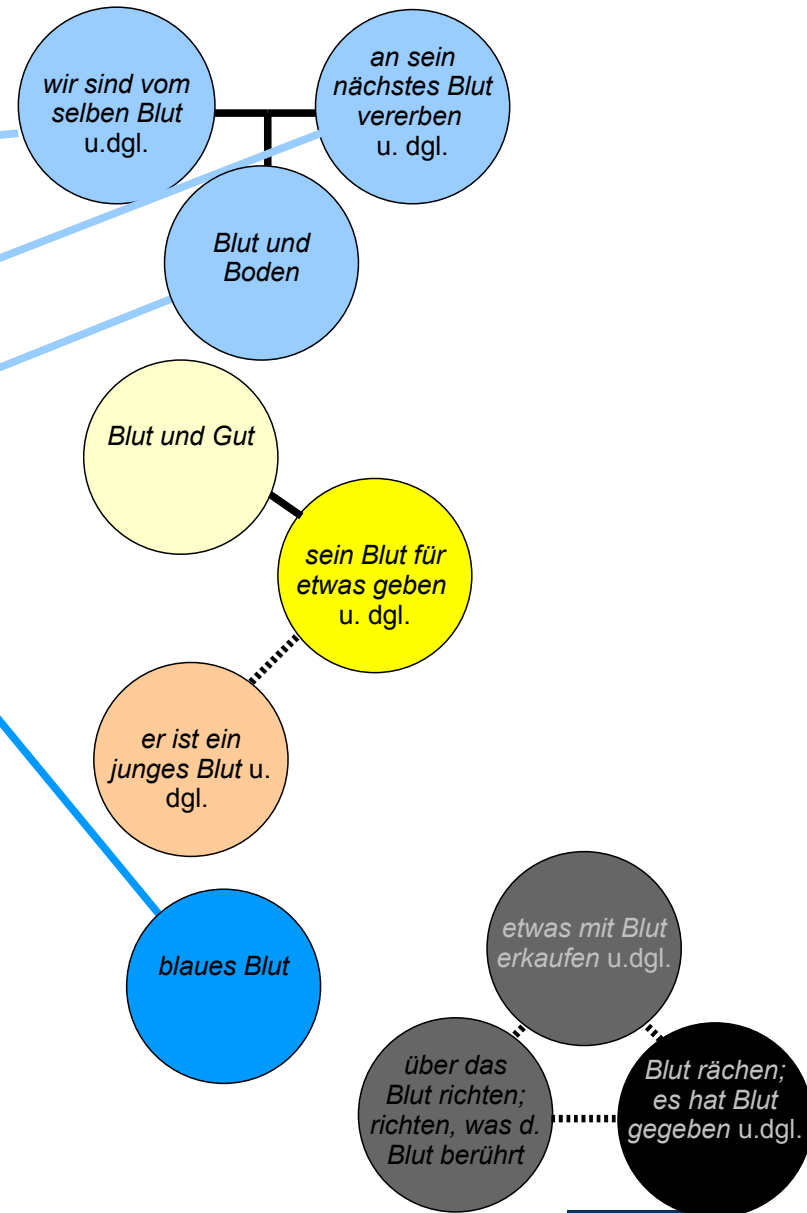 wir sind vom
selben Blut
u.dgl.
an sein
nächstes Blut
vererben
u. dgl.
Blut und
Boden
Blut und Gut
sein Blut für
etwas geben
u. dgl.
er ist ein
junges Blut u.
dgl.
blaues Blut
etwas mit Blut
erkaufen u.dgl.
über das
Blut richten;
richten, was d.
Blut berührt
Blut rächen;
es hat Blut
gegeben u.dgl.